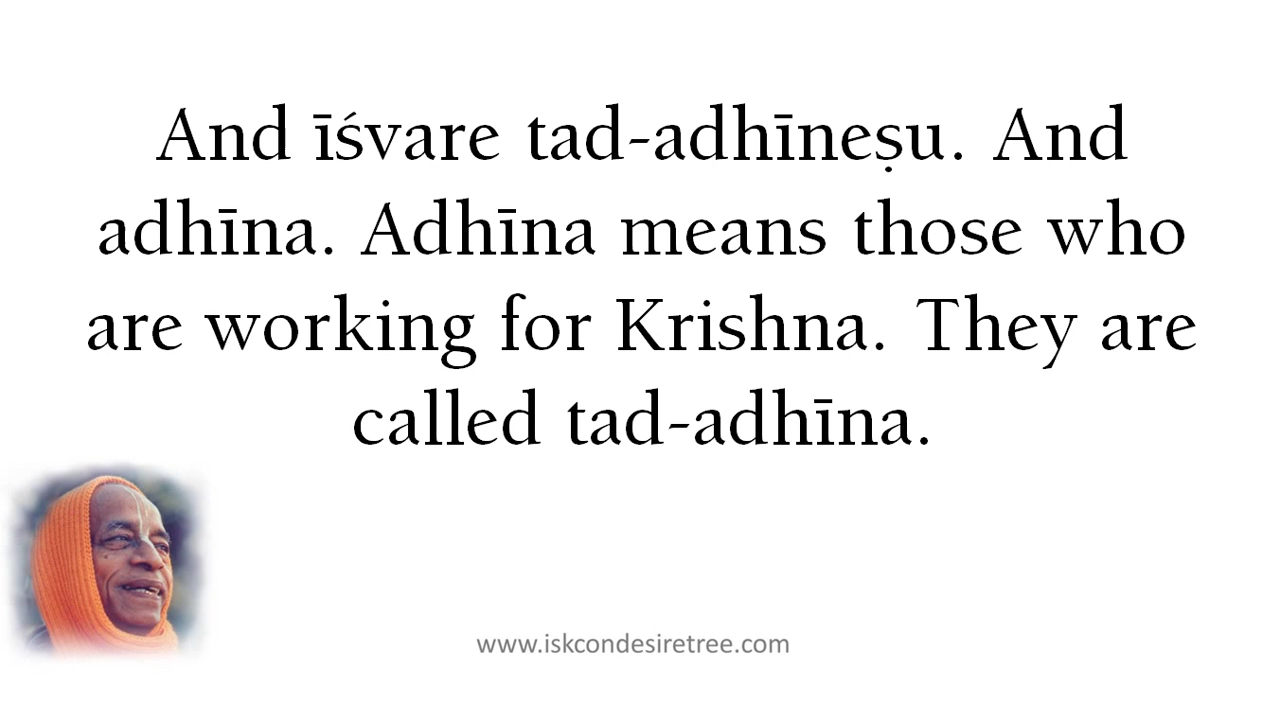 And īśvare tad-adhīneṣu. And
adhīna. Adhīna means those who
are working for Krishna. They are
called tad-adhīna.
www.iskcondesiretree.com